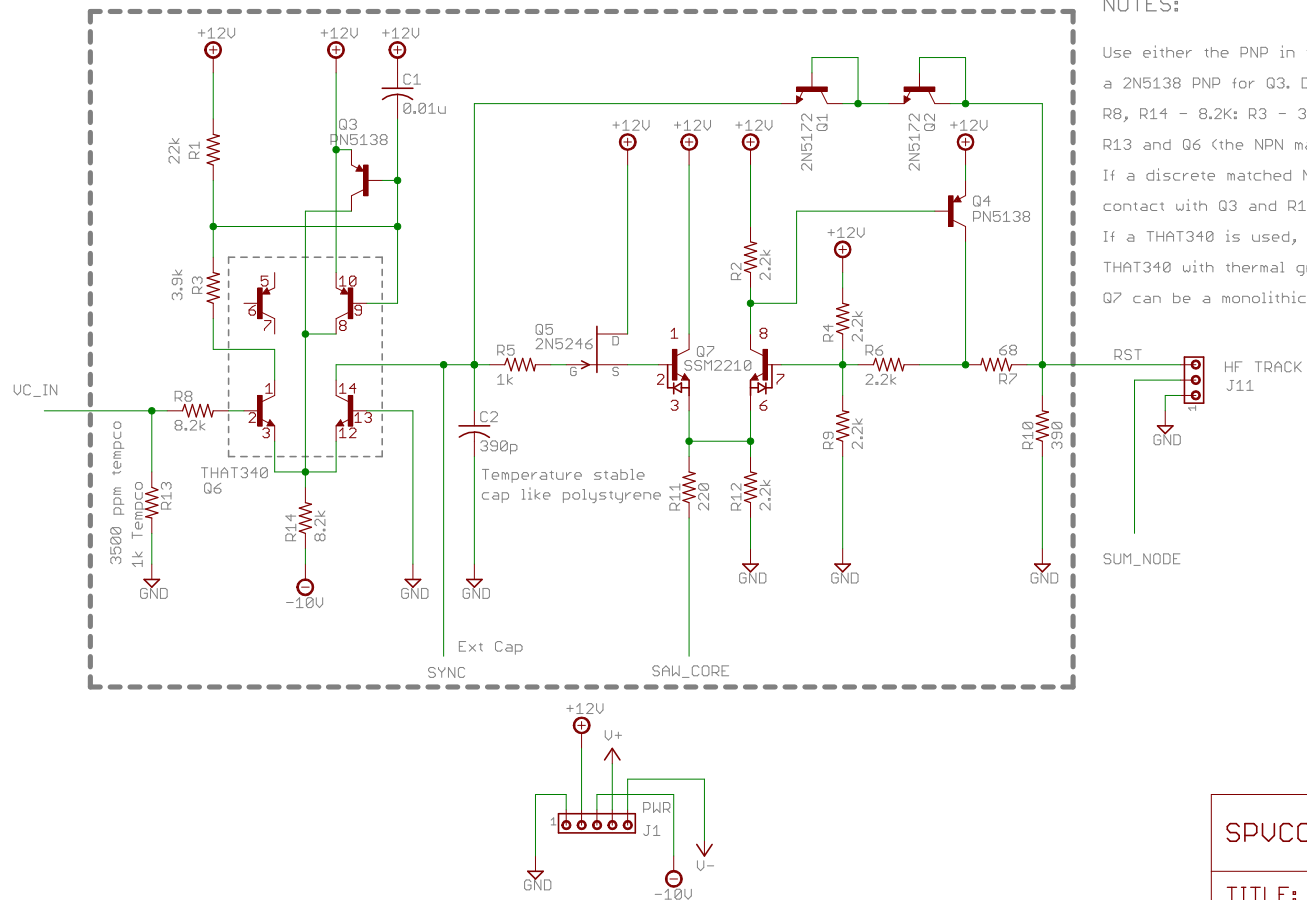 NOTES:
Use either the PNP in
a 2N5138 PNP for Q3.
R8, R14 - 8.2K: R3 - 3
R13 and Q6 (the NPN
If a discrete matched
contact with Q3 and
If a THAT340 is used,
THAT340 with thermal
Q7 can be a monolithic
+12V
+12V
+12V
C1
0.01u
Q3
PN5138
22k
R1
3.9k
R3
5
6
7
10
9
8
1
2
3
14
13
12
THAT340
Q6
VC_IN
R8
8.2k
3500 ppm tempco
1k Tempco
R13
GND
R14
8.2k
-10V
GND
GND
C2
390p
Temperature stable
cap like polystyrene
Ext Cap
SYNC
R5
1k
Q5
2N5246
D
G
S
+12V
+12V
+12V
R2
2.2k
1
2
3
Q7
SSM2210
8
7
6
R11
220
R12
2.2k
GND
SAW_CORE
2N5172
Q1
2N5172
Q2
+12V
Q4
PN5138
+12V
R4
2.2k
R6
2.2k
68
R7
R9
2.2k
GND
R10
390
GND
RST
HF TRACK
J11
1
GND
SUM_NODE
+12V
V+
PWR
1
J1
GND
V-
-10V
TITLE: